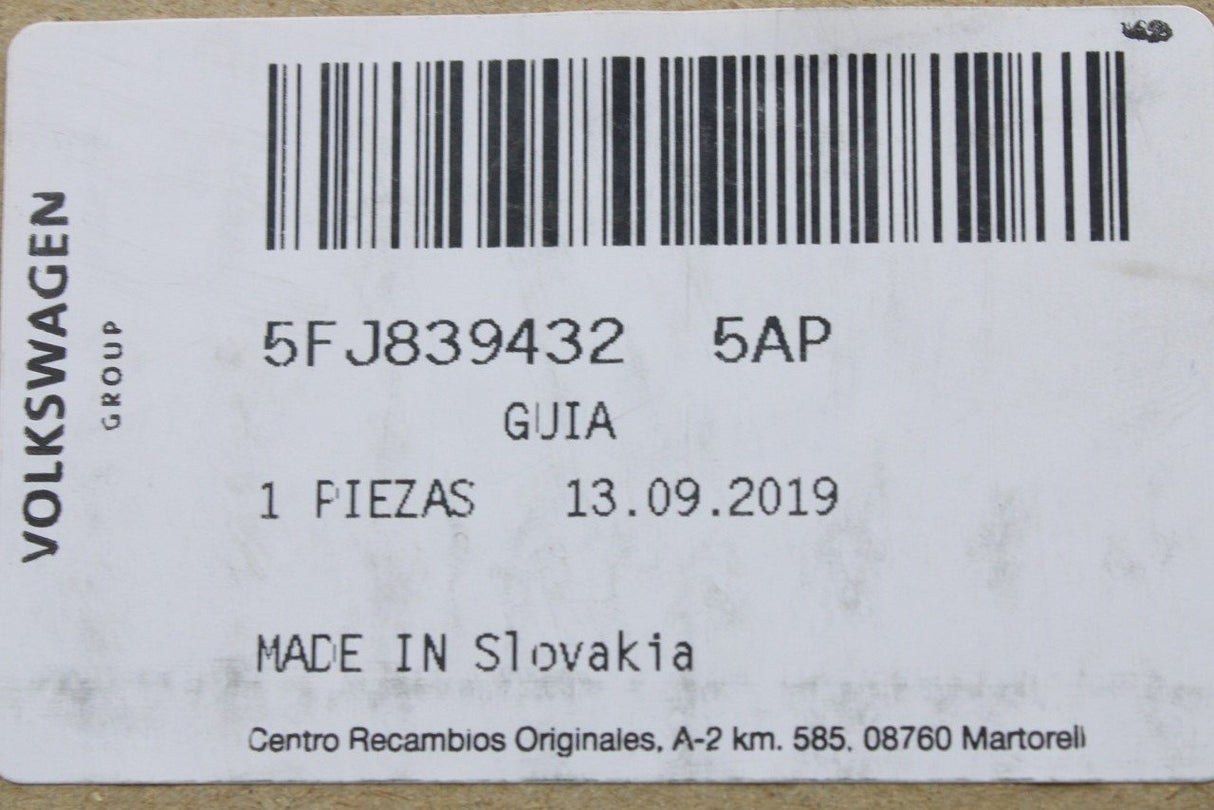 VOLKSWAGEN
GROUP
5FJ839432 5AP
GUIA
1 PIEZAS 13.09.2019
MADE IN Slovakia
Centro Recambios Originales, A-2 km. 585. 08760 Martorell